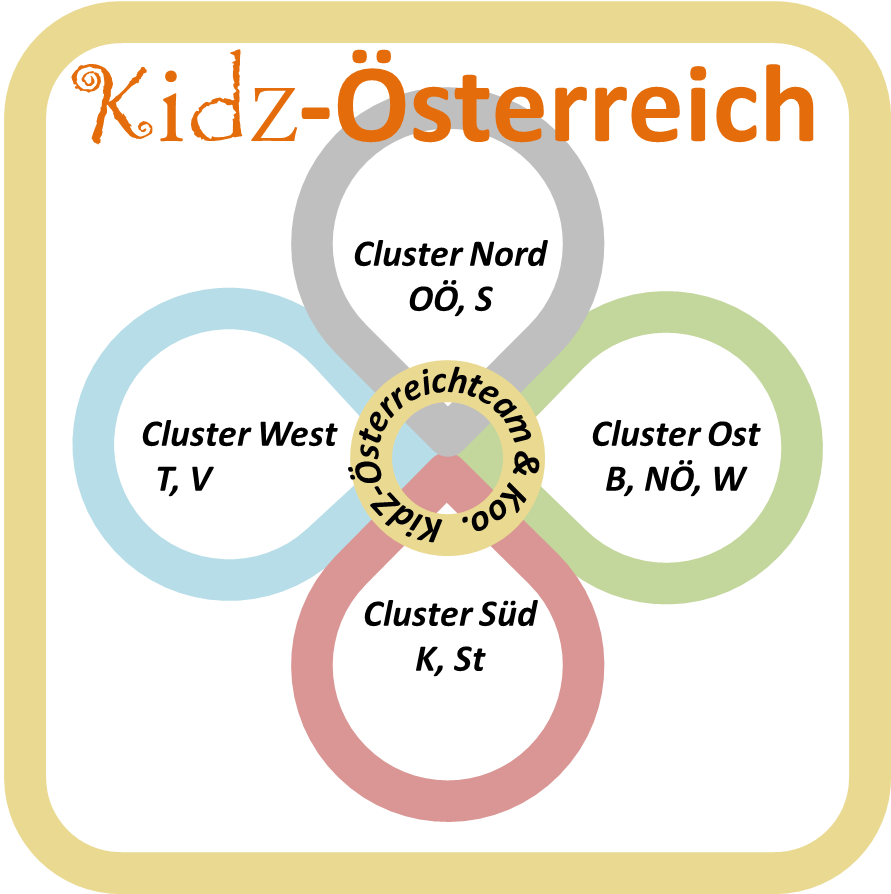 Kidz-Österreich
Cluster Nord
OÖ, S
Cluster West
T, V
Cluster Ost
B, NÖ, W
KidZ-Österreichteam & Koo.
Cluster Süd
K, St